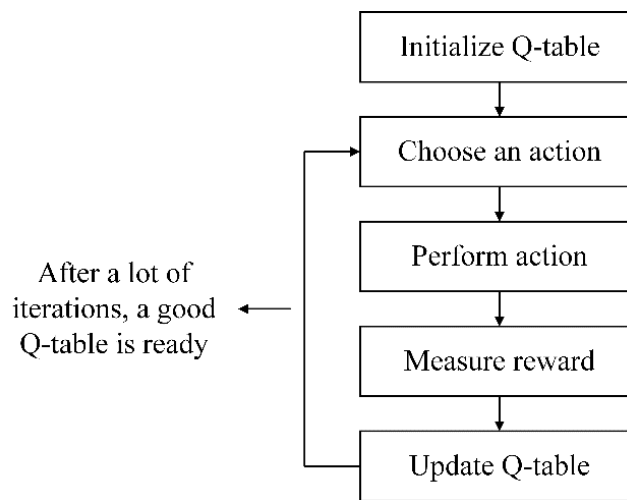 Initialize Q-table
Choose an action
Perform action
After a lot of
iterations, a good
Q-table is ready
Measure reward
Update Q-table